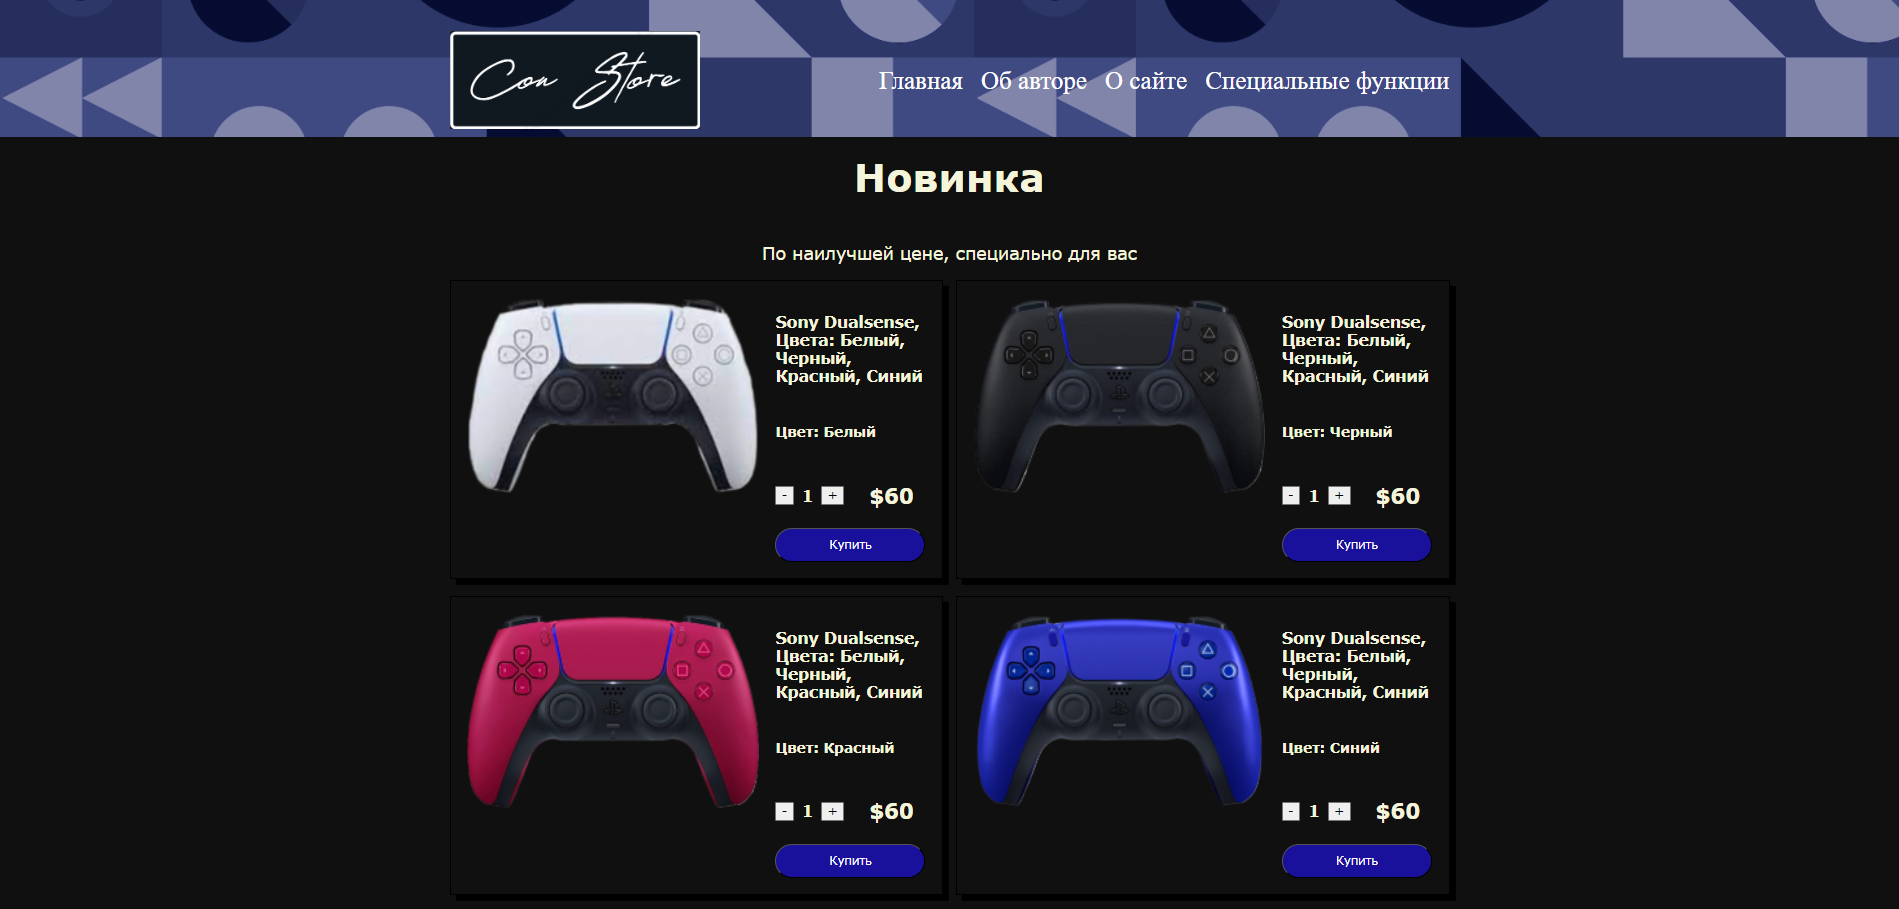 Con Store
Главная Об авторе О сайте Специальные функции
Новинка
По наилучшей цене, специально для вас
Sony Dualsense,
Цвета: Белый,
Черный,
Красный, Синий
Цвет: Белый
- 1 + $60
Купить
Sony Dualsense,
Цвета: Белый,
Черный,
Красный, Синий
Цвет: Черный
- 1 + $60
Купить
Sony Dualsense,
Цвета: Белый,
Черный,
Красный, Синий
Цвет: Красный
- 1 + $60
Купить
Sony Dualsense,
Цвета: Белый,
Черный,
Красный, Синий
Цвет: Синий
- 1 + $60
Купить